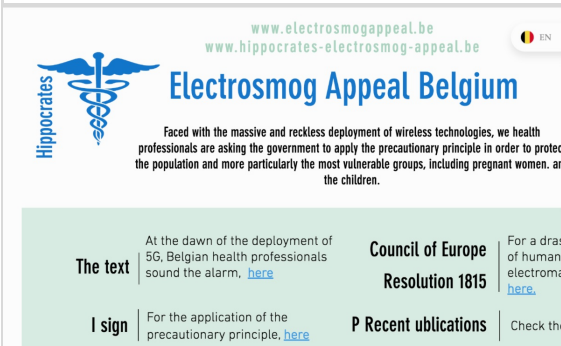 www.electrosmogappeal.be
www.hippocrates-electrosmog-appeal.be
EN
Hippocrates
Electrosmog Appeal Belgium
Faced with the massive and reckless deployment of wireless technologies, we health
professionals are asking the government to apply the precautionary principle in order to protec
the population and more particularly the most vulnerable groups, including pregnant women. an
the children.
The text
At the dawn of the deployment of
5G, Belgian health professionals
sound the alarm, here
Council of Europe
Resolution 1815
For a dras
of human
electroma
here.
I sign
For the application of the
precautionary principle, here
P Recent ublications
Check the